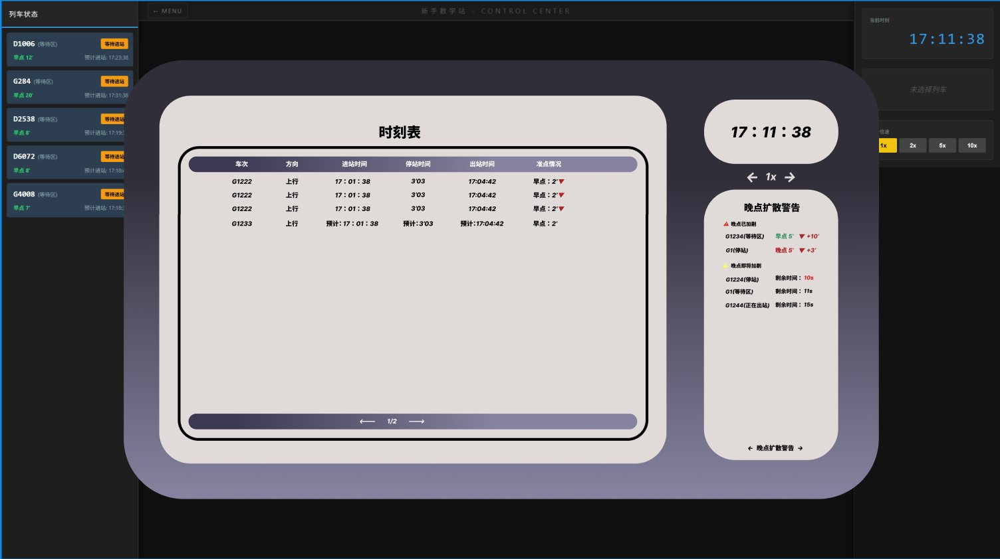 列车状态
← MENU
新手教学站 - CONTROL CENTER
D1006 (等待区) 等待进站
早点 12' 预计进站: 17:23:38
G284 (等待区) 等待进站
早点 20' 预计进站: 17:31:38
D2538 (等待区) 等待进站
早点 8' 预计进站: 17:19:
D6072 (等待区) 等待进站
早点 8' 预计进站: 17:18:
G4008 (等待区) 等待进站
早点 7' 预计进站: 17:18:
时刻表
车次 方向 进站时间 停站时间 出站时间 准点情况
G1222 上行 17：01：38 3'03 17:04:42 早点：2'▼
G1222 上行 17：01：38 3'03 17:04:42 早点：2'▼
G1222 上行 17：01：38 3'03 17:04:42 早点：2'▼
G1233 上行 预计：17：01：38 预计：3'03 预计：17:04:42 早点：2'
← 1/2 →
17：11：38
← 1x →
晚点扩散警告
晚点已加剧
G1234(等待区) 早点 5' ▼ +10'
G1(停站) 晚点 5' ▼ +3'
晚点即将加剧
G1224(停站) 剩余时间： 10s
G1(等待区) 剩余时间： 11s
G1244(正在出站) 剩余时间： 15s
← 晚点扩散警告 →
当前时刻
17:11:38
未选择列车
倍速
1x 2x 5x 10x